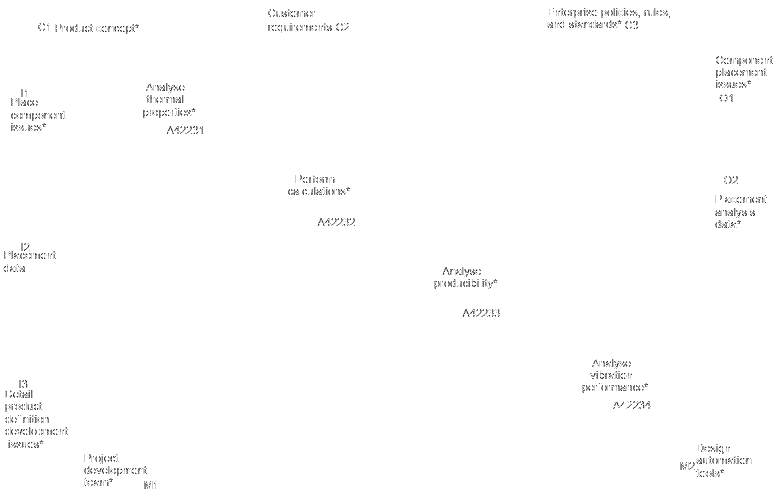 C1 Product concept*
Customer
requirements C2
Enterprise policies, rules,
and standards* C3
Component
placement
issues*
O1
I1
Place
component
issues*
Analyse
thermal
properties*
A42231
Perform
calculations*
A42232
O2
Placement
analysis
data*
I2
Placement
data
Analyse
producibility*
A42233
Analyse
vibration
performance*
A42234
I3
Detail
product
definition
development
issues*
Project
development
team*
M1
M2
Design
automation
tools*